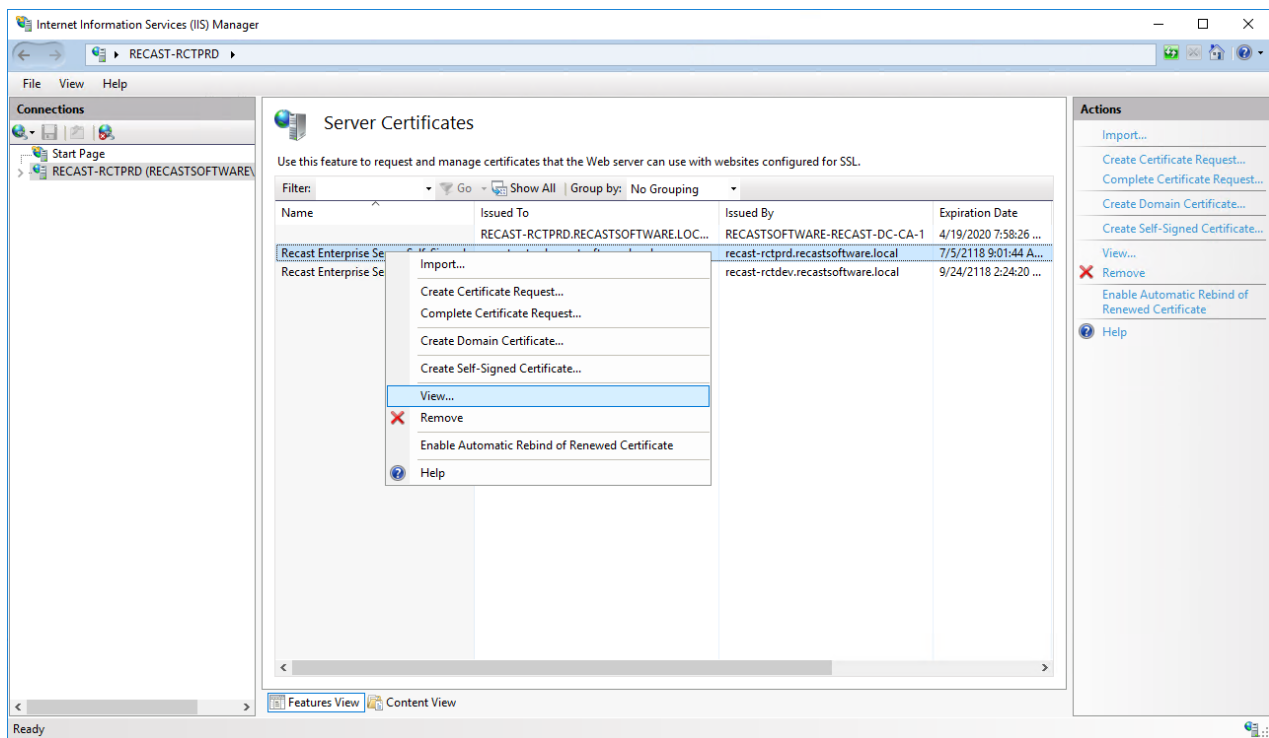 Internet Information Services (IIS) Manager
RECAST-RCTPRD
File View Help
Connections
Start Page
RECAST-RCTPRD (RECASTSOFTWARE\
Server Certificates
Use this feature to request and manage certificates that the Web server can use with websites configured for SSL.
Filter: Go Show All Group by: No Grouping
Name Issued To Issued By Expiration Date
RECAST-RCTPRD.RECASTSOFTWARE.LOC... RECASTSOFTWARE-RECAST-DC-CA-1 4/19/2020 7:58:26 ...
Recast Enterprise Se recast-rctprd.recastsoftware.local 7/5/2118 9:01:44 A...
Recast Enterprise Se recast-rctdev.recastsoftware.local 9/24/2118 2:24:20 ...
Import...
Create Certificate Request...
Complete Certificate Request...
Create Domain Certificate...
Create Self-Signed Certificate...
View...
Remove
Enable Automatic Rebind of Renewed Certificate
Help
Actions
Import...
Create Certificate Request...
Complete Certificate Request...
Create Domain Certificate...
Create Self-Signed Certificate...
View...
Remove
Enable Automatic Rebind of
Renewed Certificate
Help
Features View Content View
Ready